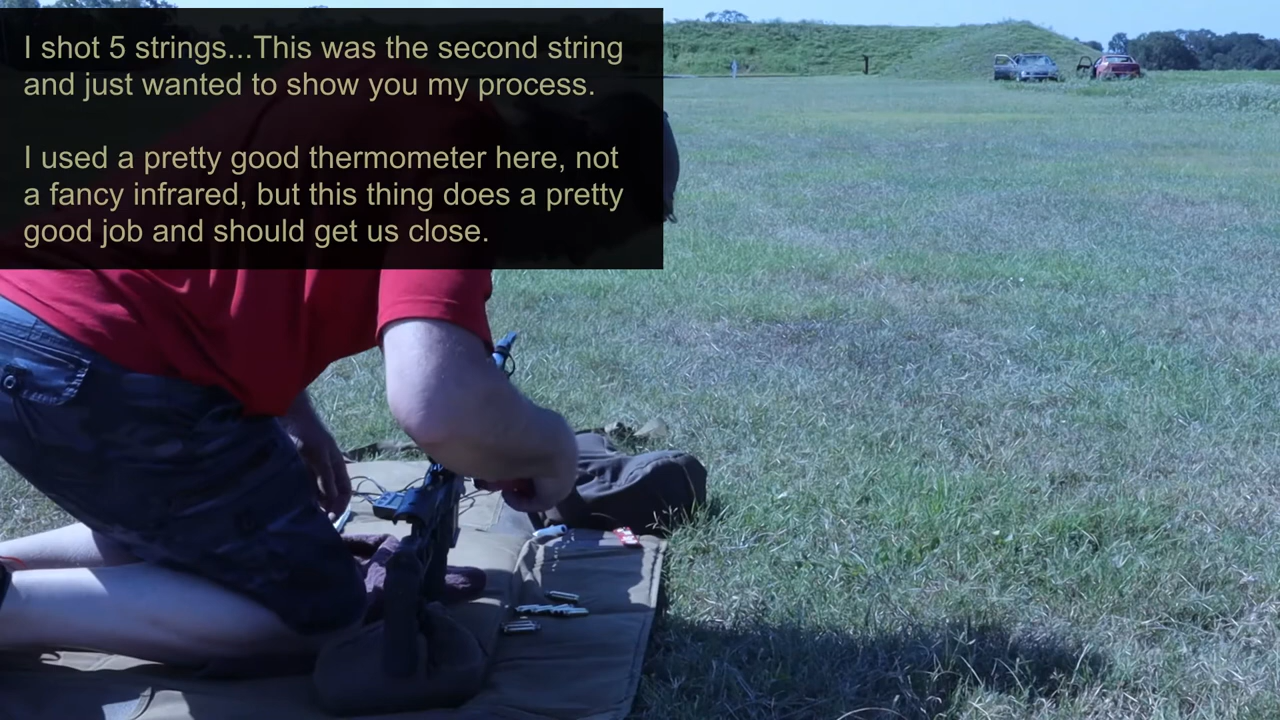 I shot 5 strings...This was the second string
and just wanted to show you my process.
I used a pretty good thermometer here, not
a fancy infrared, but this thing does a pretty
good job and should get us close.